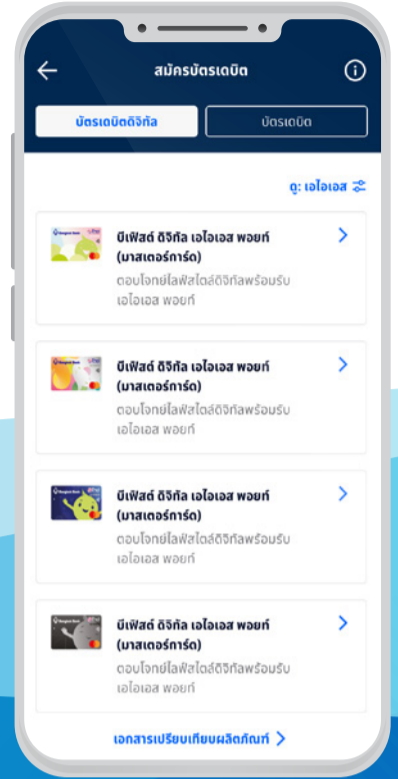 สมัครบัตรเดบิต
บัตรเดบิตดิจิทัล
บัตรเดบิต
ดู: เอไอเอส
บีเฟิสต์ ดิจิทัล เอไอเอส พอยท์
(มาสเตอร์การ์ด)
ตอบโจทย์ไลฟ์สไตล์ดิจิทัลพร้อมรับ
เอไอเอส พอยท์
บีเฟิสต์ ดิจิทัล เอไอเอส พอยท์
(มาสเตอร์การ์ด)
ตอบโจทย์ไลฟ์สไตล์ดิจิทัลพร้อมรับ
เอไอเอส พอยท์
บีเฟิสต์ ดิจิทัล เอไอเอส พอยท์
(มาสเตอร์การ์ด)
ตอบโจทย์ไลฟ์สไตล์ดิจิทัลพร้อมรับ
เอไอเอส พอยท์
บีเฟิสต์ ดิจิทัล เอไอเอส พอยท์
(มาสเตอร์การ์ด)
ตอบโจทย์ไลฟ์สไตล์ดิจิทัลพร้อมรับ
เอไอเอส พอยท์
เอกสารเปรียบเทียบผลิตภัณฑ์